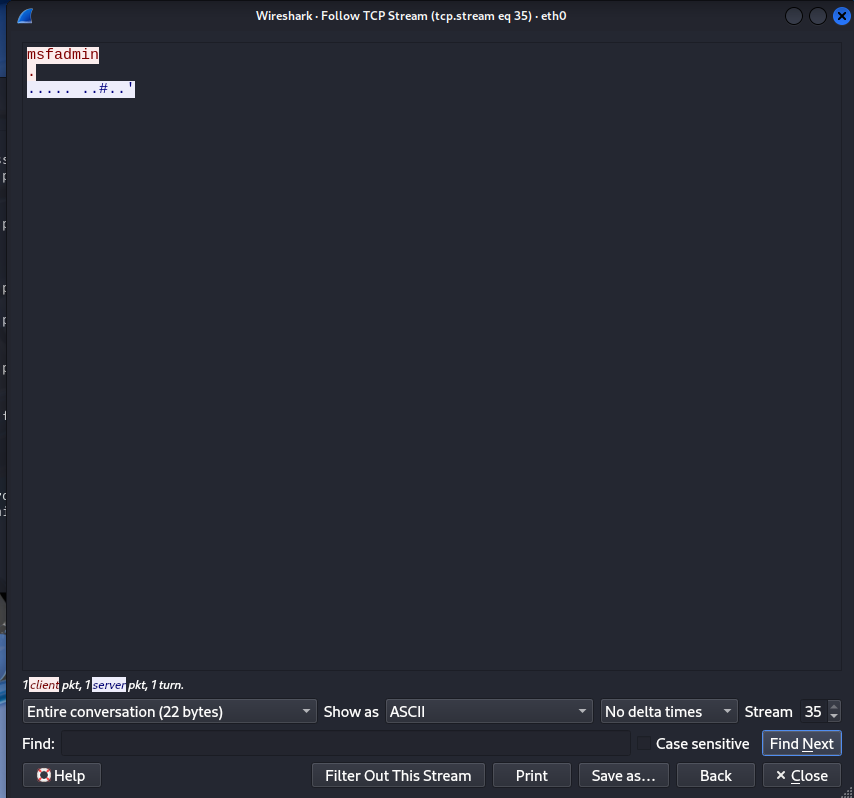 Wireshark · Follow TCP Stream (tcp.stream eq 35) · eth0
msfadmin
.
..... ..#..'
1 client pkt, 1 server pkt, 1 turn.
Entire conversation (22 bytes) Show as ASCII No delta times Stream 35
Find: Case sensitive Find Next
Help Filter Out This Stream Print Save as... Back × Close